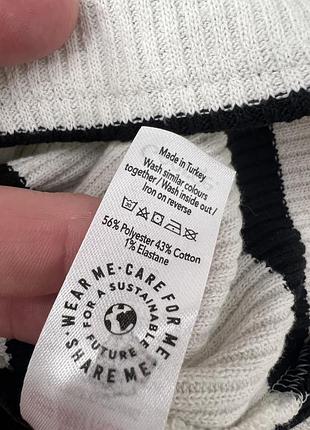 Made in Turkey
Wash similar colours
together / Wash inside out /
Iron on reverse
56% Polyester 43% Cotton
1% Elastane
WEAR ME · CARE FOR ME · SHARE ME ·
FOR A SUSTAINABLE FUTURE